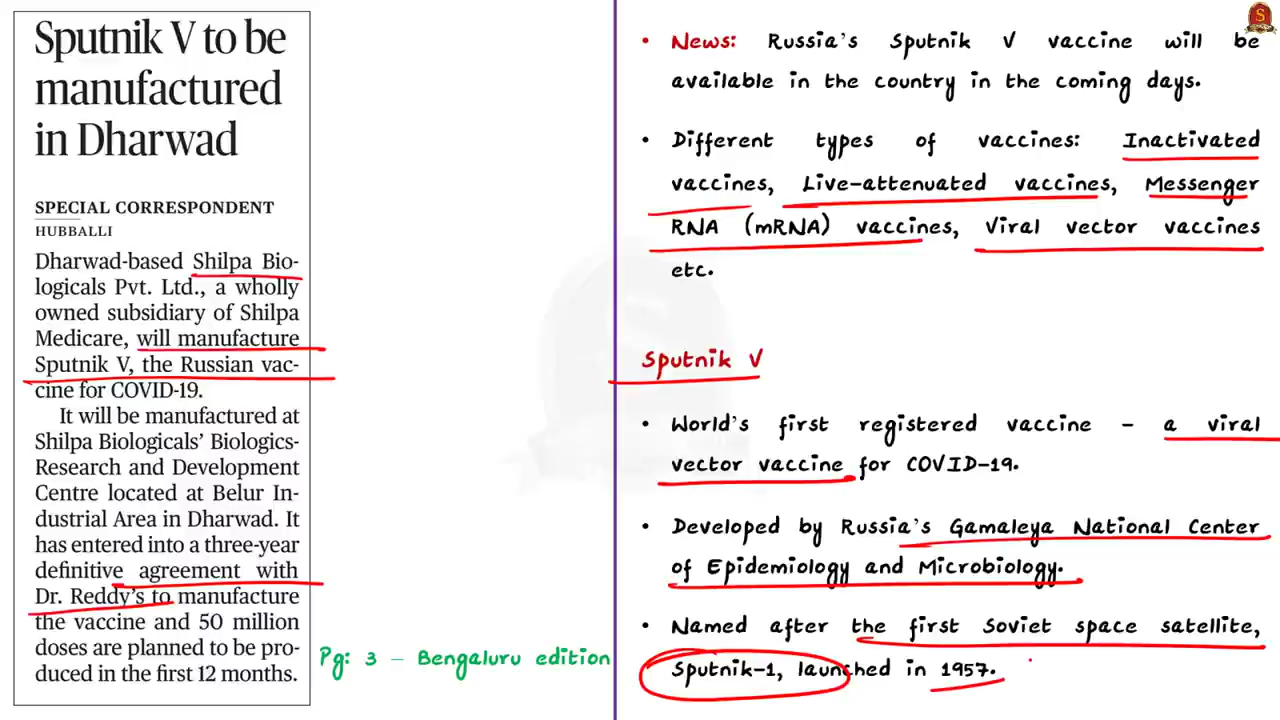 Sputnik V to be
manufactured
in Dharwad
SPECIAL CORRESPONDENT
HUBBALLI
Dharwad-based Shilpa Bio-
logicals Pvt. Ltd., a wholly
owned subsidiary of Shilpa
Medicare, will manufacture
Sputnik V, the Russian vac-
cine for COVID-19.
It will be manufactured at
Shilpa Biologicals’ Biologics-
Research and Development
Centre located at Belur In-
dustrial Area in Dharwad. It
has entered into a three-year
definitive agreement with
Dr. Reddy’s to manufacture
the vaccine and 50 million
doses are planned to be pro-
duced in the first 12 months.
Pg: 3 – Bengaluru edition
• News: Russia's Sputnik V vaccine will be
available in the country in the coming days.
• Different types of vaccines: Inactivated
vaccines, Live-attenuated vaccines, Messenger
RNA (mRNA) vaccines, Viral vector vaccines
etc.
Sputnik V
• World's first registered vaccine – a viral
vector vaccine for COVID-19.
• Developed by Russia's Gamaleya National Center
of Epidemiology and Microbiology.
• Named after the first Soviet space satellite,
Sputnik-1, launched in 1957.
S